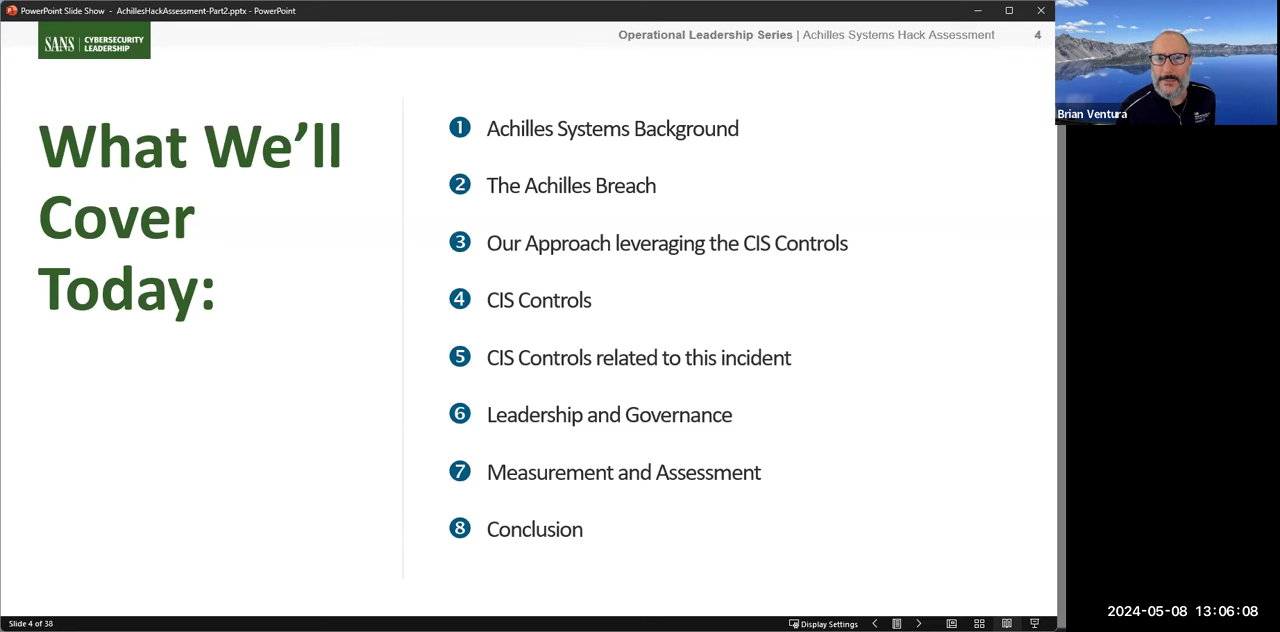 PowerPoint Slide Show - AchillesHackAssessment-Part2.pptx - PowerPoint
SANS | CYBERSECURITY LEADERSHIP
Operational Leadership Series | Achilles Systems Hack Assessment 4
Brian Ventura
What We'll
Cover
Today:
1 Achilles Systems Background
2 The Achilles Breach
3 Our Approach leveraging the CIS Controls
4 CIS Controls
5 CIS Controls related to this incident
6 Leadership and Governance
7 Measurement and Assessment
8 Conclusion
2024-05-08 13:06:08
Slide 4 of 38
Display Settings